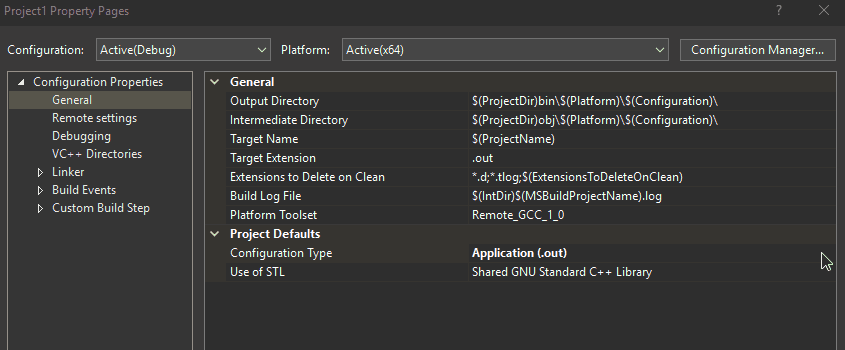 Project1 Property Pages
? ×
Configuration: Active(Debug) Platform: Active(x64) Configuration Manager...
Configuration Properties
General
Remote settings
Debugging
VC++ Directories
Linker
Build Events
Custom Build Step
General
Output Directory $(ProjectDir)bin\$(Platform)\$(Configuration)\
Intermediate Directory $(ProjectDir)obj\$(Platform)\$(Configuration)\
Target Name $(ProjectName)
Target Extension .out
Extensions to Delete on Clean *.d;*.tlog;$(ExtensionsToDeleteOnClean)
Build Log File $(IntDir)$(MSBuildProjectName).log
Platform Toolset Remote_GCC_1_0
Project Defaults
Configuration Type Application (.out)
Use of STL Shared GNU Standard C++ Library